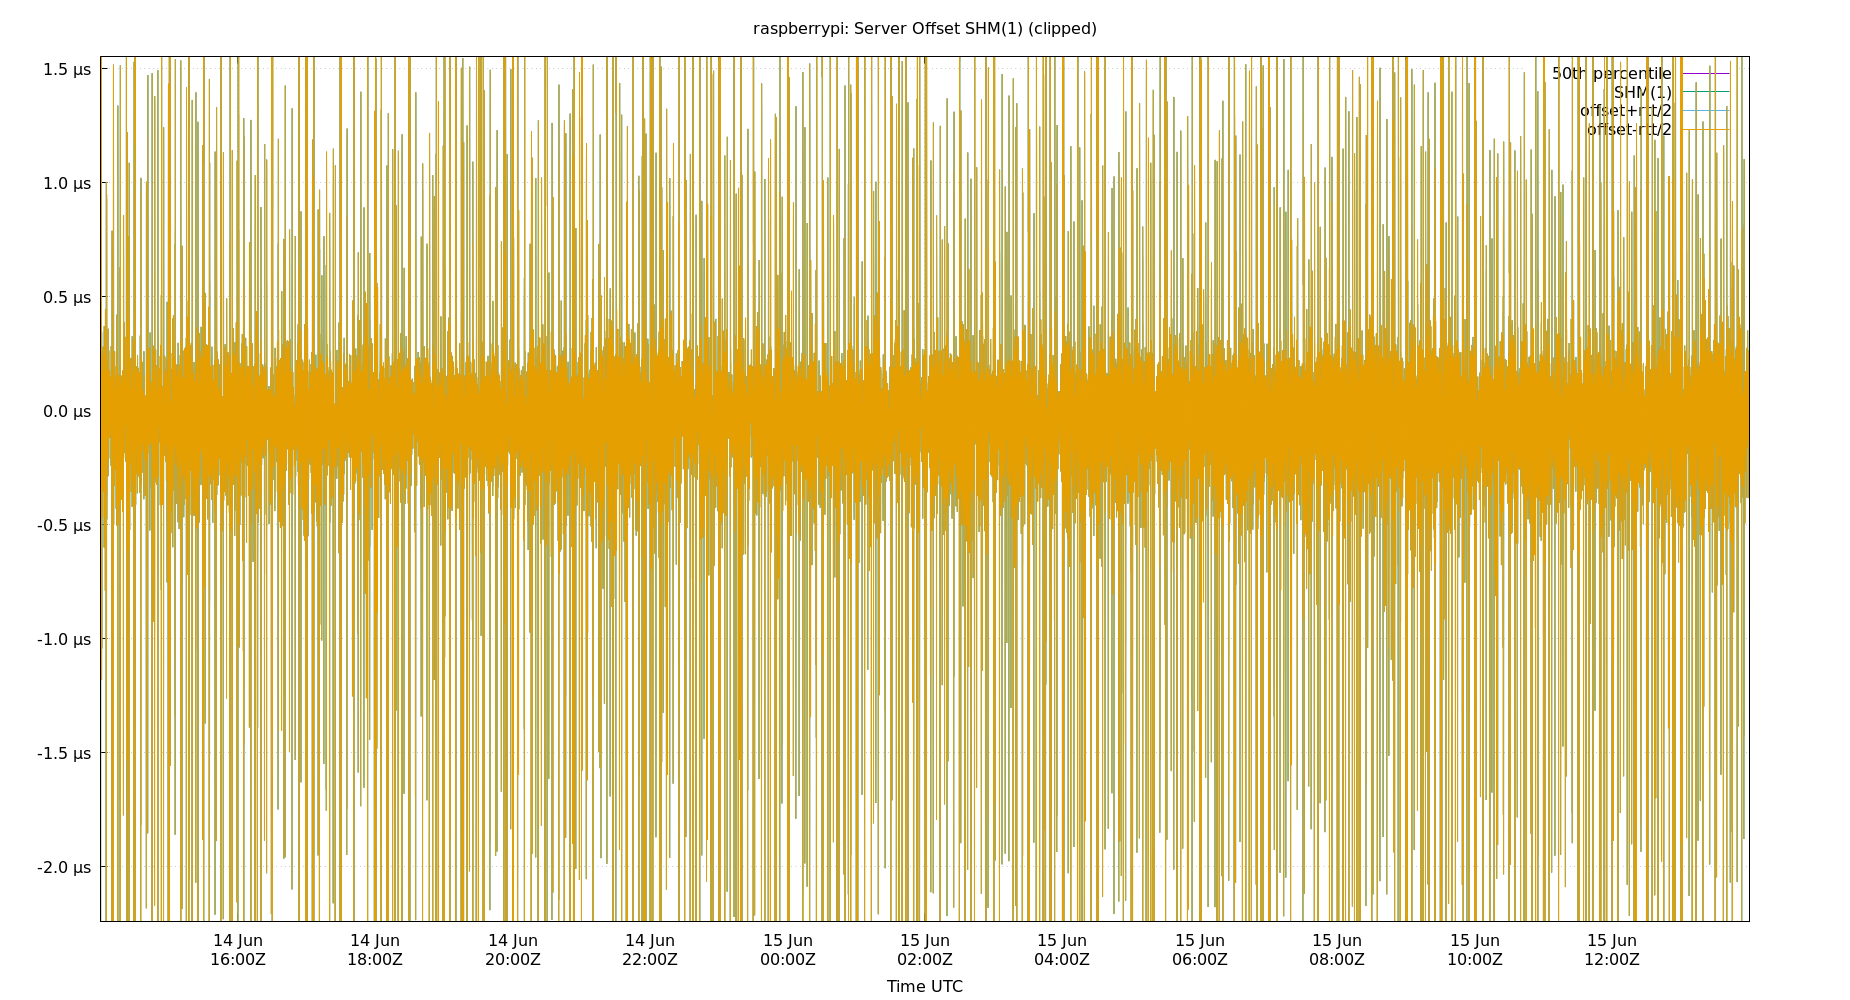 raspberrypi: Server Offset SHM(1) (clipped)
1.5 µs
1.0 µs
0.5 µs
0.0 µs
-0.5 µs
-1.0 µs
-1.5 µs
-2.0 µs
50th percentile
SHM(1)
offset+rtt/2
offset-rtt/2
14 Jun 14 Jun 14 Jun 14 Jun 15 Jun 15 Jun 15 Jun 15 Jun 15 Jun 15 Jun 15 Jun
16:00Z 18:00Z 20:00Z 22:00Z 00:00Z 02:00Z 04:00Z 06:00Z 08:00Z 10:00Z 12:00Z
Time UTC